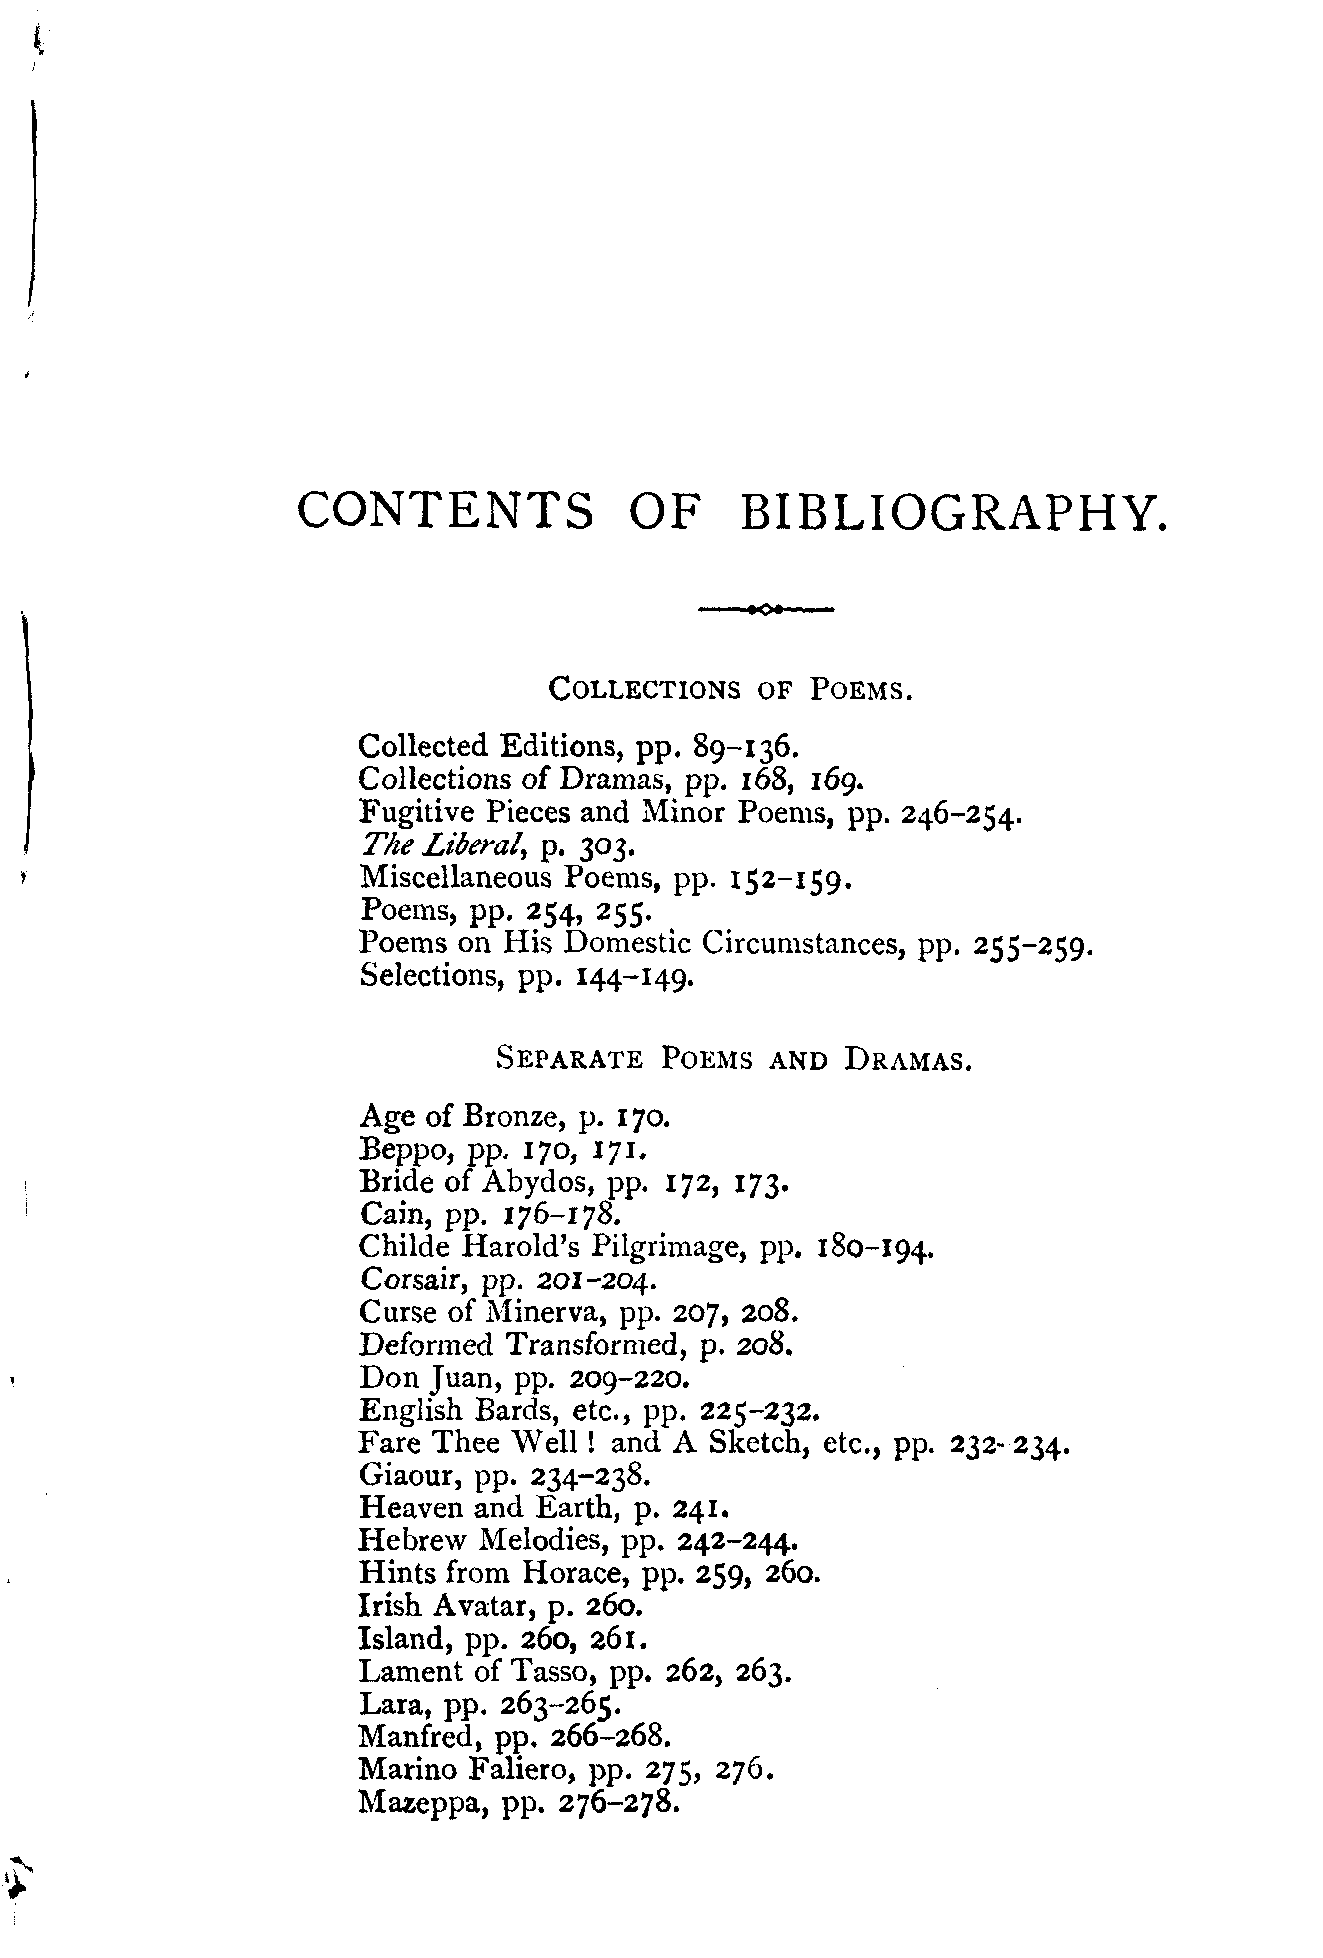 CONTENTS OF BIBLIOGRAPHY.
COLLECTIONS OF POEMS.
Collected Editions, pp. 89–136.
Collections of Dramas, pp. 168, 169.
Fugitive Pieces and Minor Poems, pp. 246–254.
The Liberal, p. 303.
Miscellaneous Poems, pp. 152–159.
Poems, pp. 254, 255.
Poems on His Domestic Circumstances, pp. 255–259.
Selections, pp. 144–149.
SEPARATE POEMS AND DRAMAS.
Age of Bronze, p. 170.
Beppo, pp. 170, 171.
Bride of Abydos, pp. 172, 173.
Cain, pp. 176–178.
Childe Harold's Pilgrimage, pp. 180–194.
Corsair, pp. 201–204.
Curse of Minerva, pp. 207, 208.
Deformed Transformed, p. 208.
Don Juan, pp. 209–220.
English Bards, etc., pp. 225–232.
Fare Thee Well! and A Sketch, etc., pp. 232-234.
Giaour, pp. 234–238.
Heaven and Earth, p. 241.
Hebrew Melodies, pp. 242–244.
Hints from Horace, pp. 259, 260.
Irish Avatar, p. 260.
Island, pp. 260, 261.
Lament of Tasso, pp. 262, 263.
Lara, pp. 263–265.
Manfred, pp. 266–268.
Marino Faliero, pp. 275, 276.
Mazeppa, pp. 276–278.